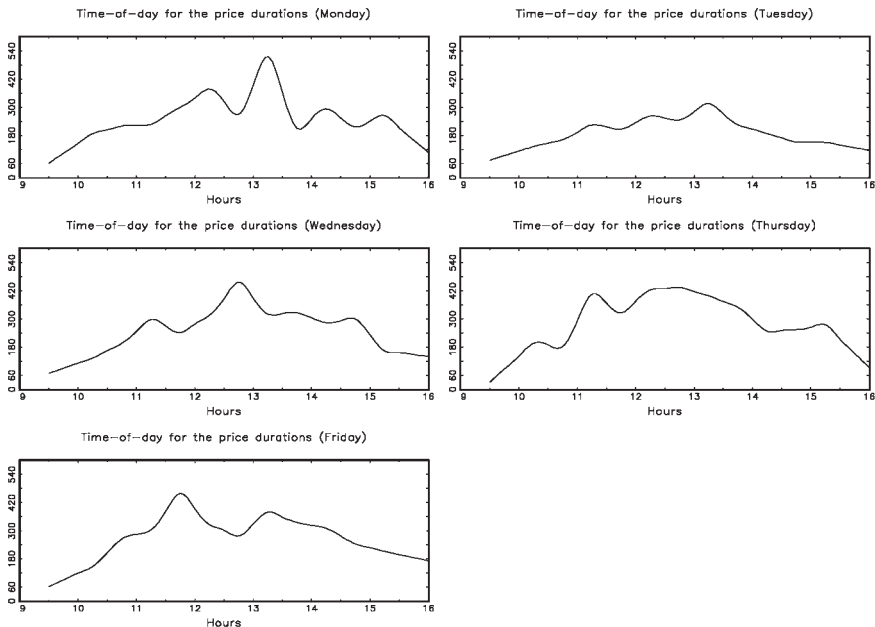 Time-of-day for the price durations (Monday)
0 60 180 300 420 540
9 10 11 12 13 14 15 16
Hours
Time-of-day for the price durations (Tuesday)
0 60 180 300 420 540
9 10 11 12 13 14 15 16
Hours
Time-of-day for the price durations (Wednesday)
0 60 180 300 420 540
9 10 11 12 13 14 15 16
Hours
Time-of-day for the price durations (Thursday)
0 60 180 300 420 540
9 10 11 12 13 14 15 16
Hours
Time-of-day for the price durations (Friday)
0 60 180 300 420 540
9 10 11 12 13 14 15 16
Hours